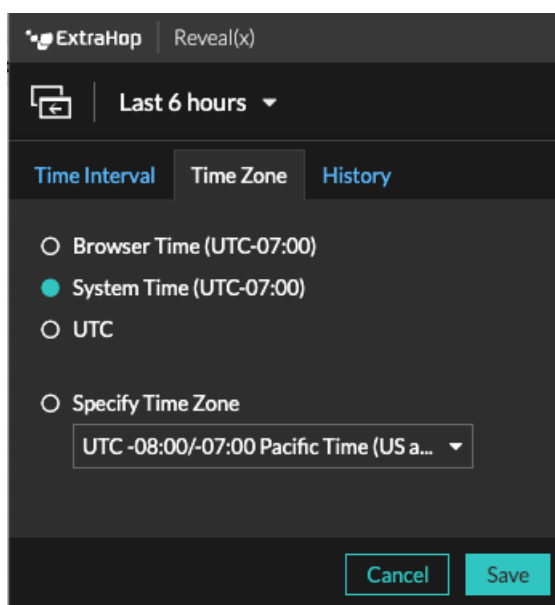 ExtraHop Reveal(x)
Last 6 hours
Time Interval Time Zone History
Browser Time (UTC-07:00)
System Time (UTC-07:00)
UTC
Specify Time Zone
UTC -08:00/-07:00 Pacific Time (US a...
Cancel Save